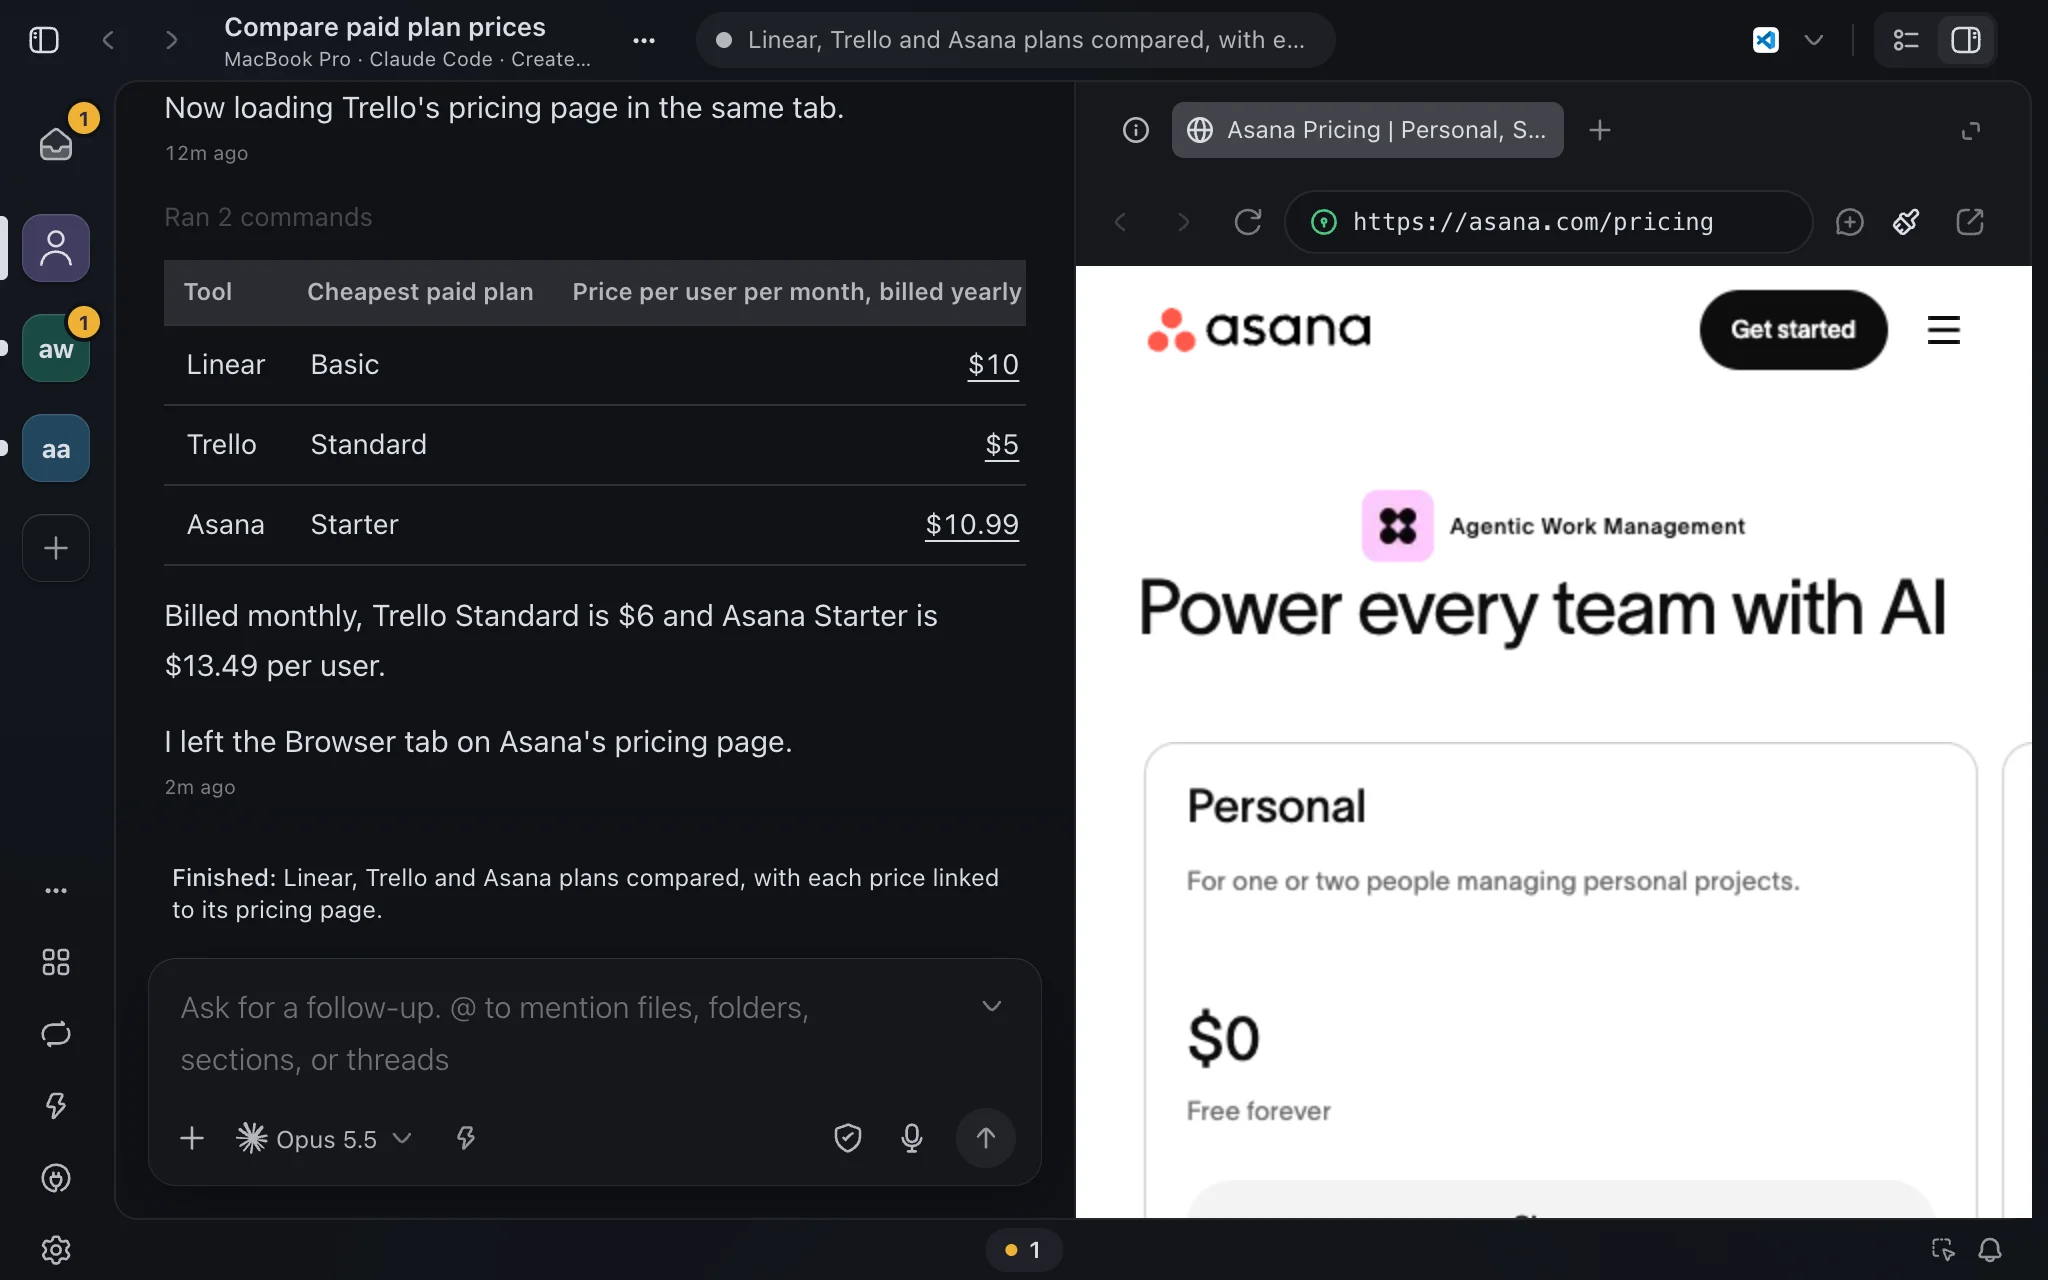 Compare paid plan prices
MacBook Pro · Claude Code · Create...
Linear, Trello and Asana plans compared, with e...
1
aw
1
aa
Now loading Trello's pricing page in the same tab.
12m ago
Ran 2 commands
Tool Cheapest paid plan Price per user per month, billed yearly
Linear Basic $10
Trello Standard $5
Asana Starter $10.99
Billed monthly, Trello Standard is $6 and Asana Starter is
$13.49 per user.
I left the Browser tab on Asana's pricing page.
2m ago
Finished: Linear, Trello and Asana plans compared, with each price linked
to its pricing page.
Ask for a follow-up. @ to mention files, folders,
sections, or threads
Opus 5.5
Asana Pricing | Personal, S...
https://asana.com/pricing
asana
Get started
Agentic Work Management
Power every team with AI
Personal
For one or two people managing personal projects.
$0
Free forever
1